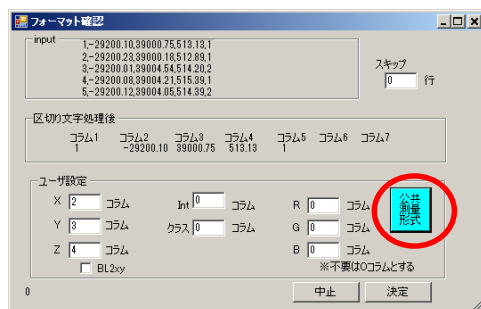 フォーマット確認
input
1,-29200.10,39000.75,513.13,1
2,-29200.23,39000.18,512.89,1
3,-29200.01,39004.54,514.20,2
4,-29200.08,39004.21,515.39,1
5,-29200.12,39004.05,514.39,2
スキップ
0 行
区切り文字処理後
コラム1 コラム2 コラム3 コラム4 コラム5 コラム6 コラム7
1 -29200.10 39000.75 513.13 1
ユーザ設定
X 2 コラム Int 0 コラム R 0 コラム
Y 3 コラム クラス 0 コラム G 0 コラム
Z 4 コラム B 0 コラム
公共
測量
形式
BL2xy ※不要は0コラムとする
0 中止 決定